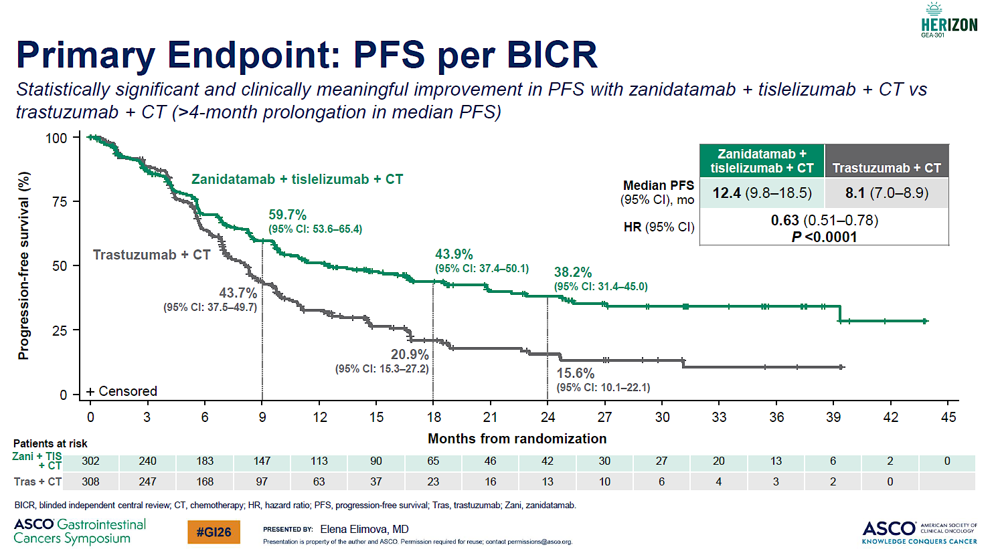 HERIZON
GEA-301
Primary Endpoint: PFS per BICR
Statistically significant and clinically meaningful improvement in PFS with zanidatamab + tislelizumab + CT vs
trastuzumab + CT (>4-month prolongation in median PFS)
Progression-free survival (%)
100
75
50
25
0
Zanidatamab + tislelizumab + CT
Trastuzumab + CT
59.7%
(95% CI: 53.6–65.4)
43.7%
(95% CI: 37.5–49.7)
43.9%
(95% CI: 37.4–50.1)
20.9%
(95% CI: 15.3–27.2)
38.2%
(95% CI: 31.4–45.0)
15.6%
(95% CI: 10.1–22.1)
Zanidatamab +
tislelizumab + CT
Trastuzumab + CT
Median PFS
(95% CI), mo
12.4 (9.8–18.5) 8.1 (7.0–8.9)
HR (95% CI)
0.63 (0.51–0.78)
P <0.0001
+ Censored
0 3 6 9 12 15 18 21 24 27 30 33 36 39 42 45
Months from randomization
Patients at risk
Zani + TIS
+ CT
302 240 183 147 113 90 65 46 42 30 27 20 13 6 2 0
Tras + CT 308 247 168 97 63 37 23 16 13 10 6 4 3 2 0
BICR, blinded independent central review; CT, chemotherapy; HR, hazard ratio; PFS, progression-free survival; Tras, trastuzumab; Zani, zanidatamab.
ASCO Gastrointestinal
Cancers Symposium
#GI26
PRESENTED BY: Elena Elimova, MD
Presentation is property of the author and ASCO. Permission required for reuse; contact permissions@asco.org.
ASCO AMERICAN SOCIETY OF
CLINICAL ONCOLOGY
KNOWLEDGE CONQUERS CANCER